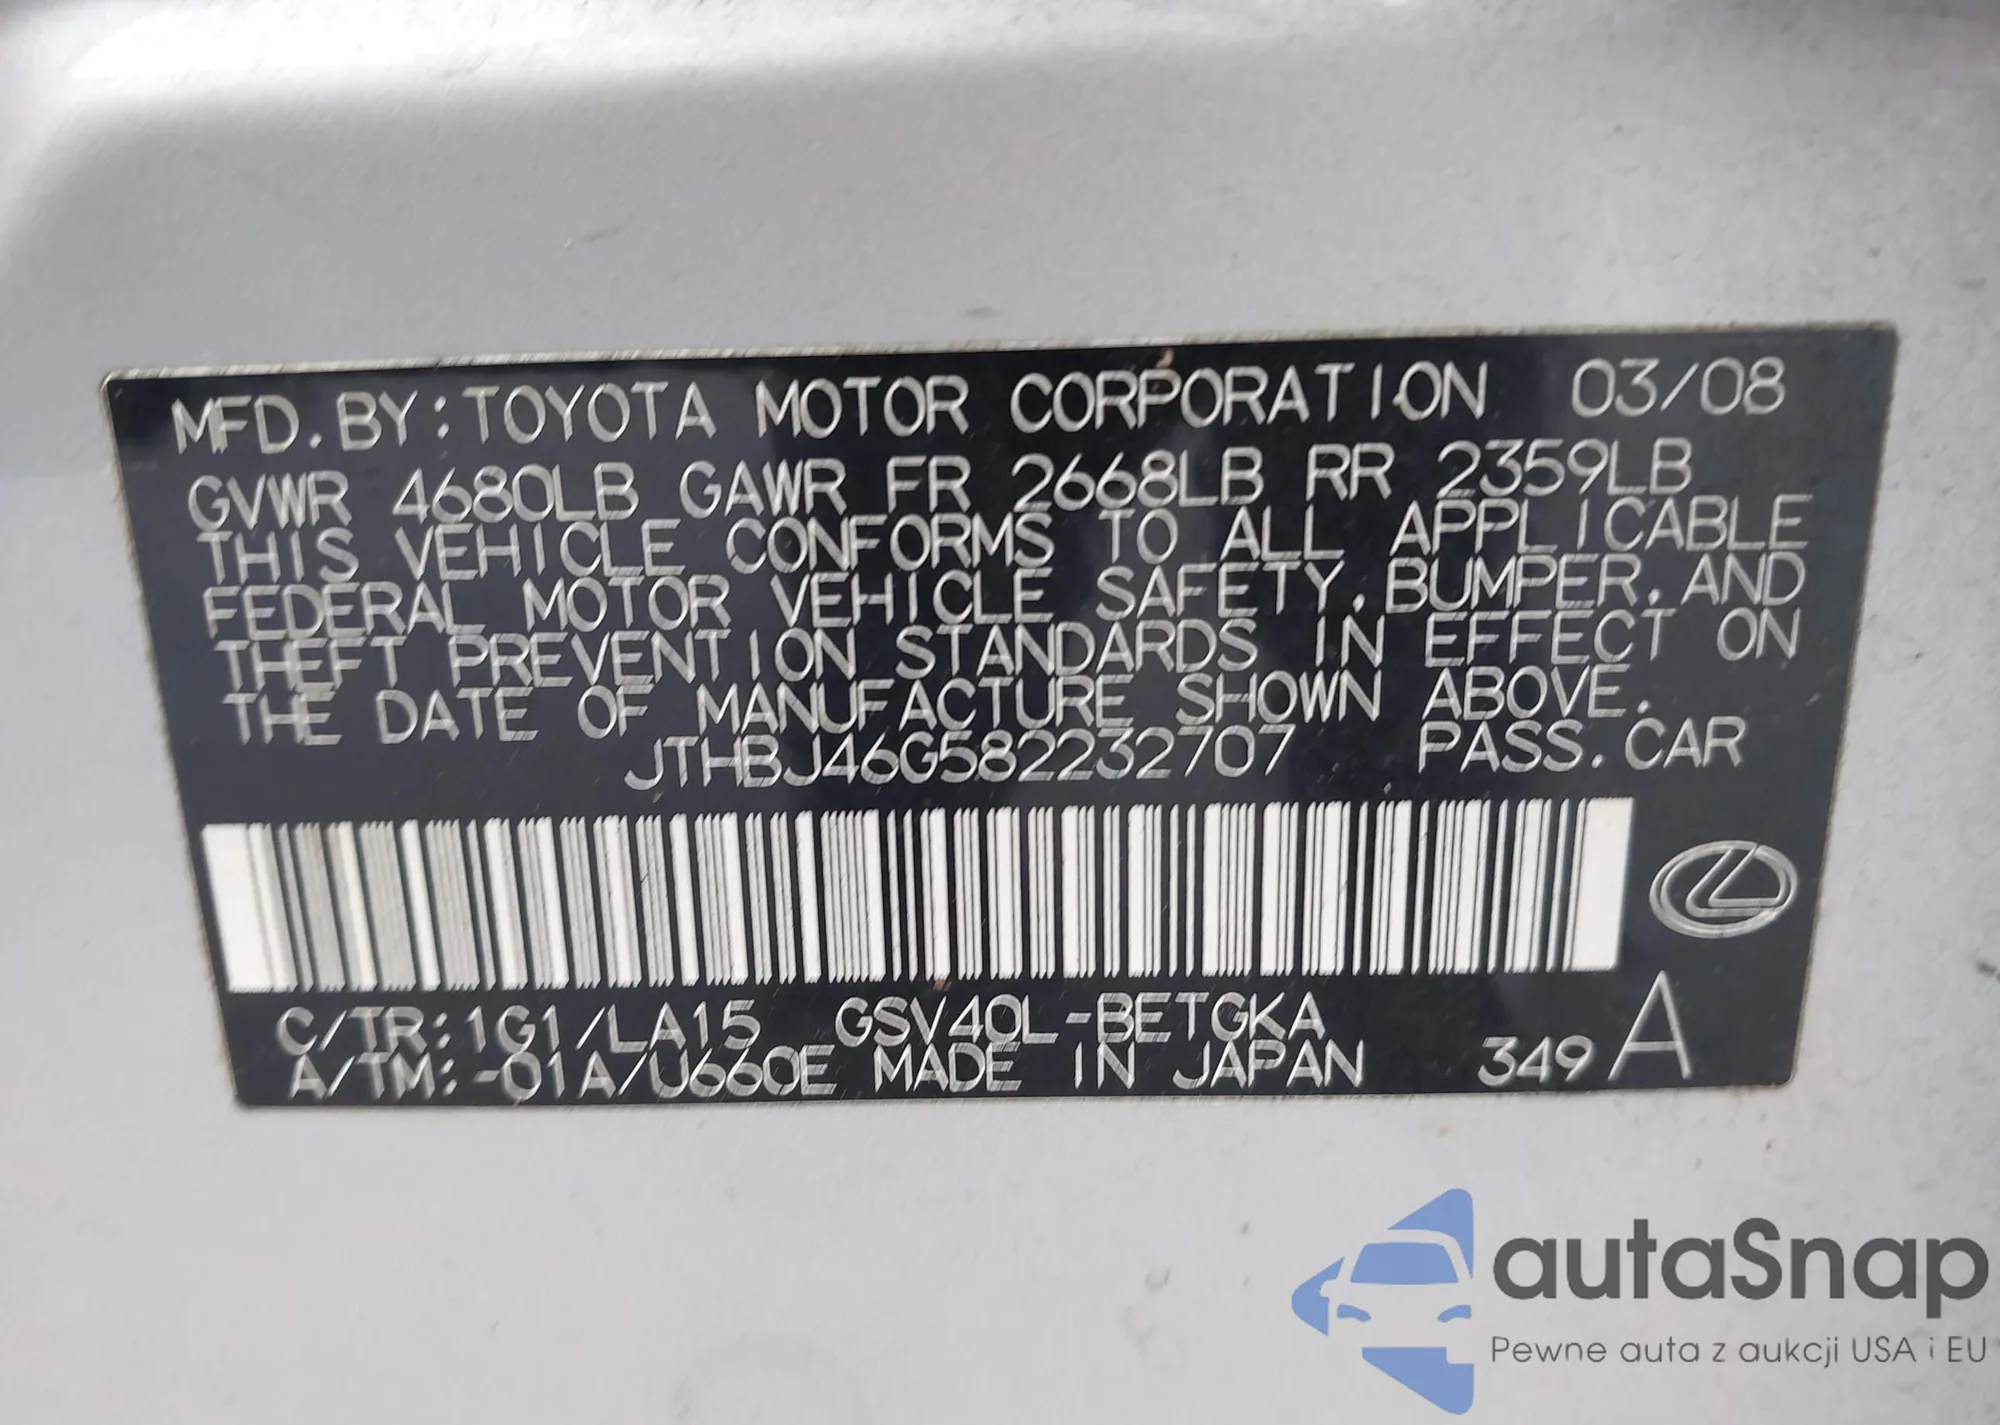 MFD. BY: TOYOTA MOTOR CORPORATION 03/08
GVWR 4680LB GAWR FR 2668LB RR 2359LB
THIS VEHICLE CONFORMS TO ALL APPLICABLE
FEDERAL MOTOR VEHICLE SAFETY, BUMPER, AND
THEFT PREVENTION STANDARDS IN EFFECT ON
THE DATE OF MANUFACTURE SHOWN ABOVE.
JTHBJ46G582232707 PASS. CAR
C/TR: 1G1/LA15 GSV40L-BETGKA
A/TM: -01A/U660E MADE IN JAPAN 349 A
autaSnap
Pewne auta z aukcji USA i EU